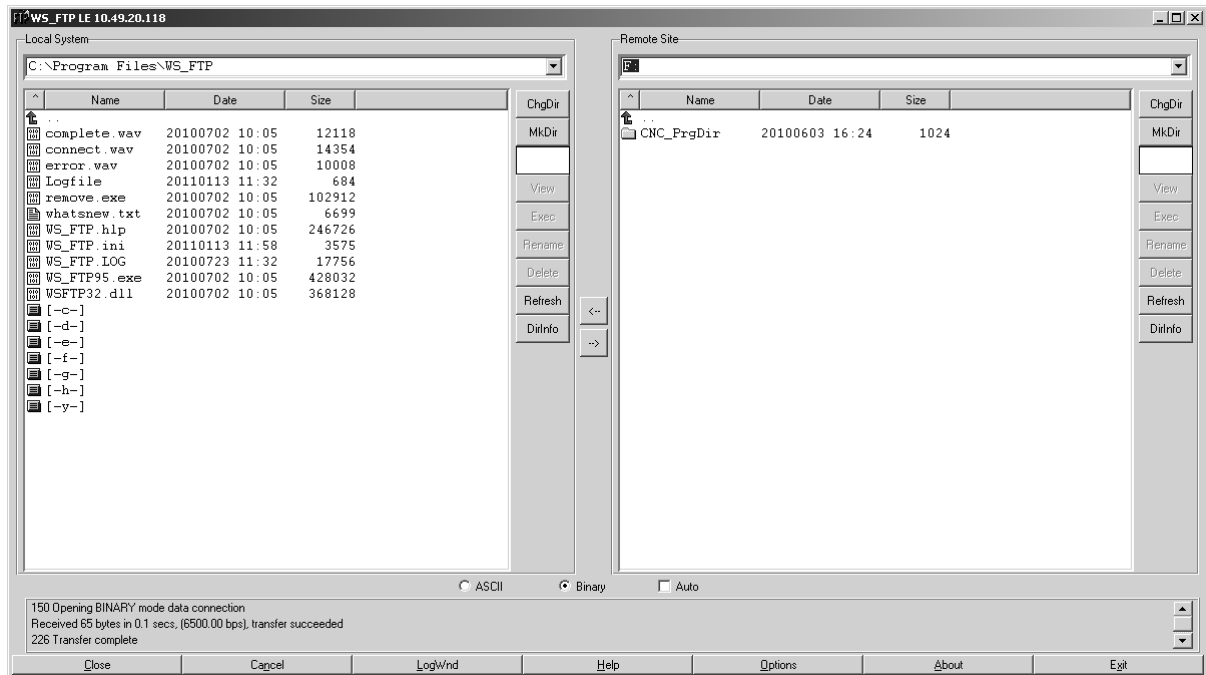 WS_FTP LE 10.49.20.118
Local System
C:\Program Files\WS_FTP
^ Name Date Size
..
complete.wav 20100702 10:05 12118
connect.wav 20100702 10:05 14354
error.wav 20100702 10:05 10008
Logfile 20110113 11:32 684
remove.exe 20100702 10:05 102912
whatsnew.txt 20100702 10:05 6699
WS_FTP.hlp 20100702 10:05 246726
WS_FTP.ini 20110113 11:58 3575
WS_FTP.LOG 20100723 11:32 17756
WS_FTP95.exe 20100702 10:05 428032
WSFTP32.dll 20100702 10:05 368128
[-c-]
[-d-]
[-e-]
[-f-]
[-g-]
[-h-]
[-y-]
ChgDir
MkDir
View
Exec
Rename
Delete
Refresh
DirInfo
<--
-->
Remote Site
F:
^ Name Date Size
..
CNC_PrgDir 20100603 16:24 1024
ChgDir
MkDir
View
Exec
Rename
Delete
Refresh
DirInfo
ASCII Binary Auto
150 Opening BINARY mode data connection
Received 65 bytes in 0.1 secs, (6500.00 bps), transfer succeeded
226 Transfer complete
Close Cancel LogWnd Help Options About Exit